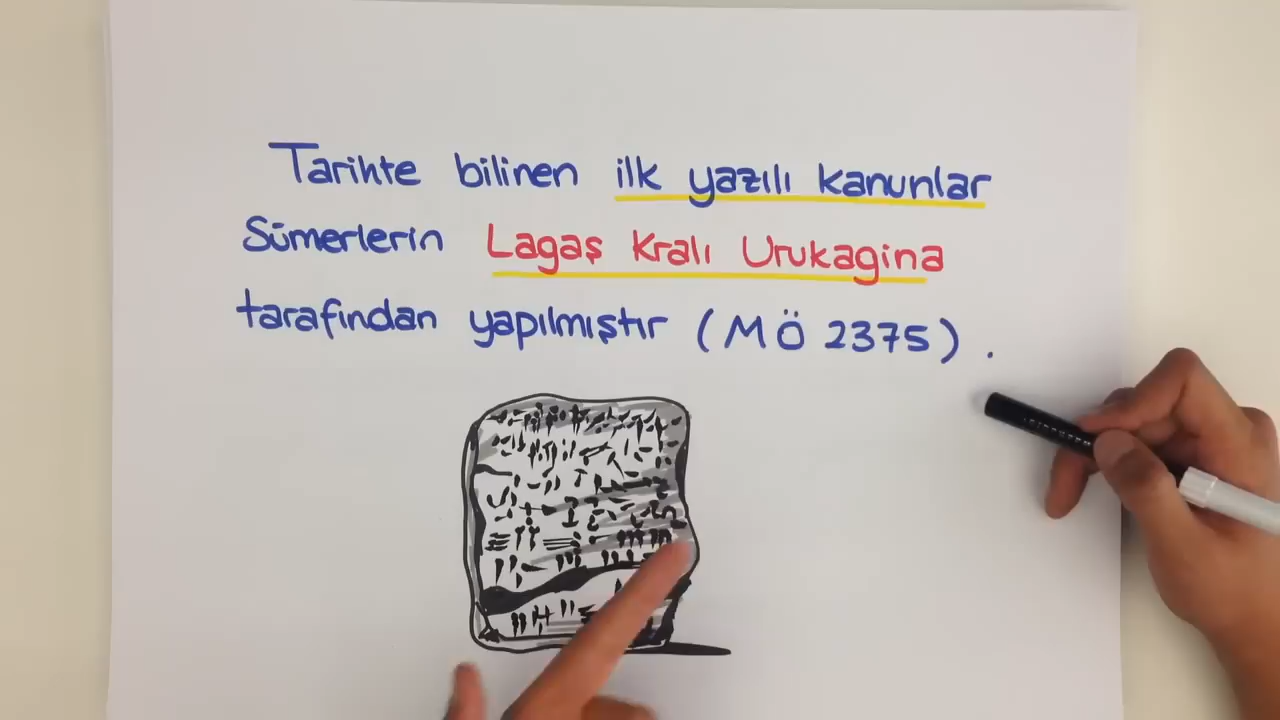 Tarihte bilinen ilk yazılı kanunlar
Sümerlerin Lagaş Kralı Urukagina
tarafından yapılmıştır (MÖ 2375).